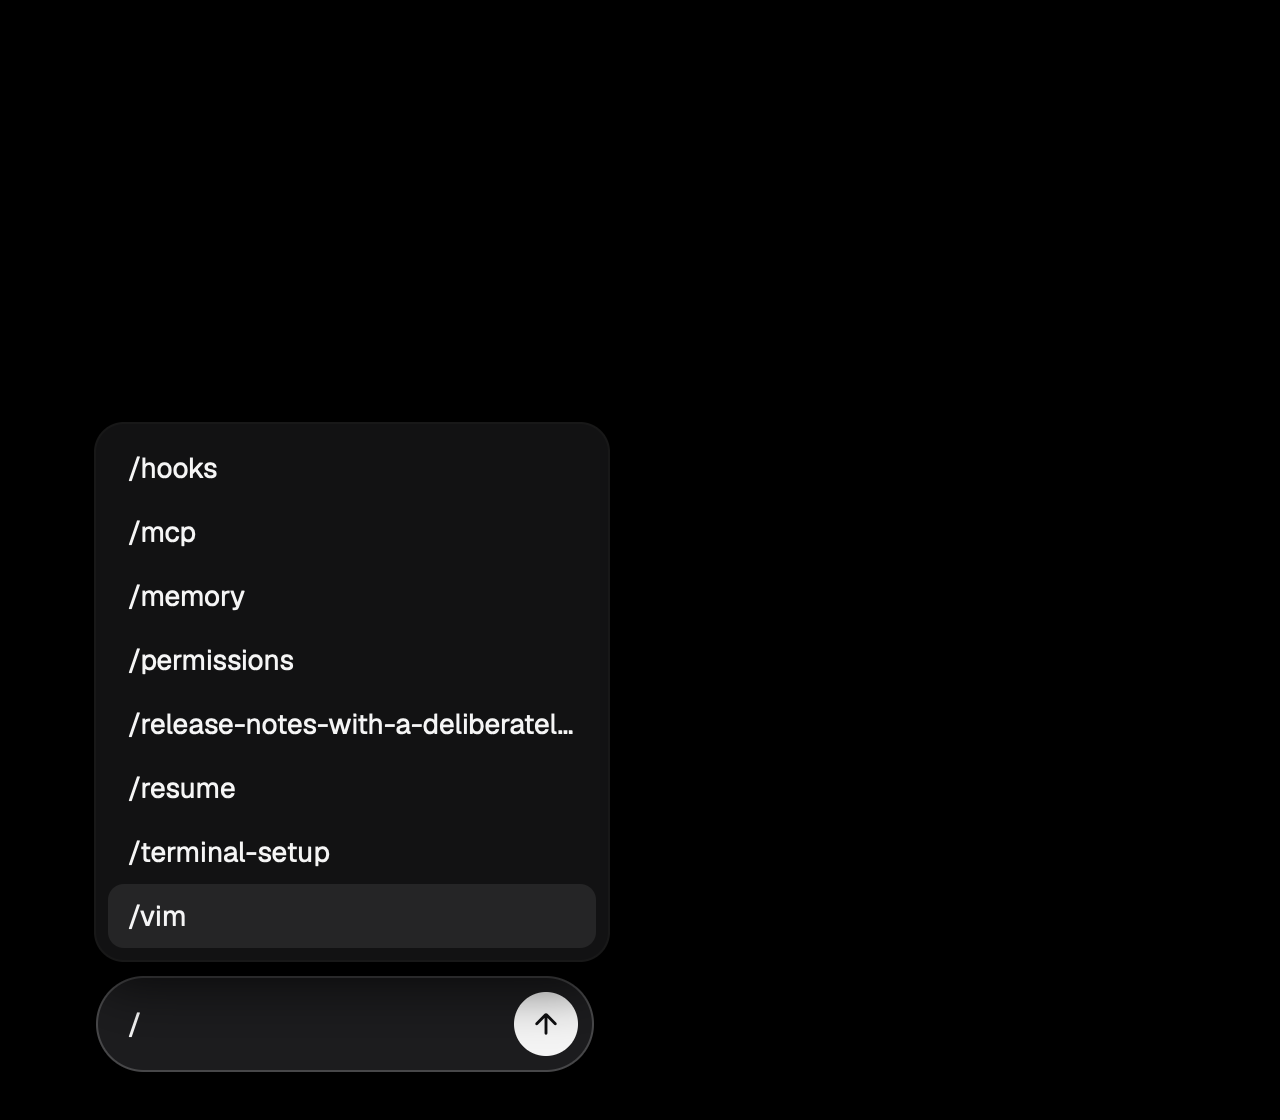 /hooks
/mcp
/memory
/permissions
/release-notes-with-a-deliberatel…
/resume
/terminal-setup
/vim
/